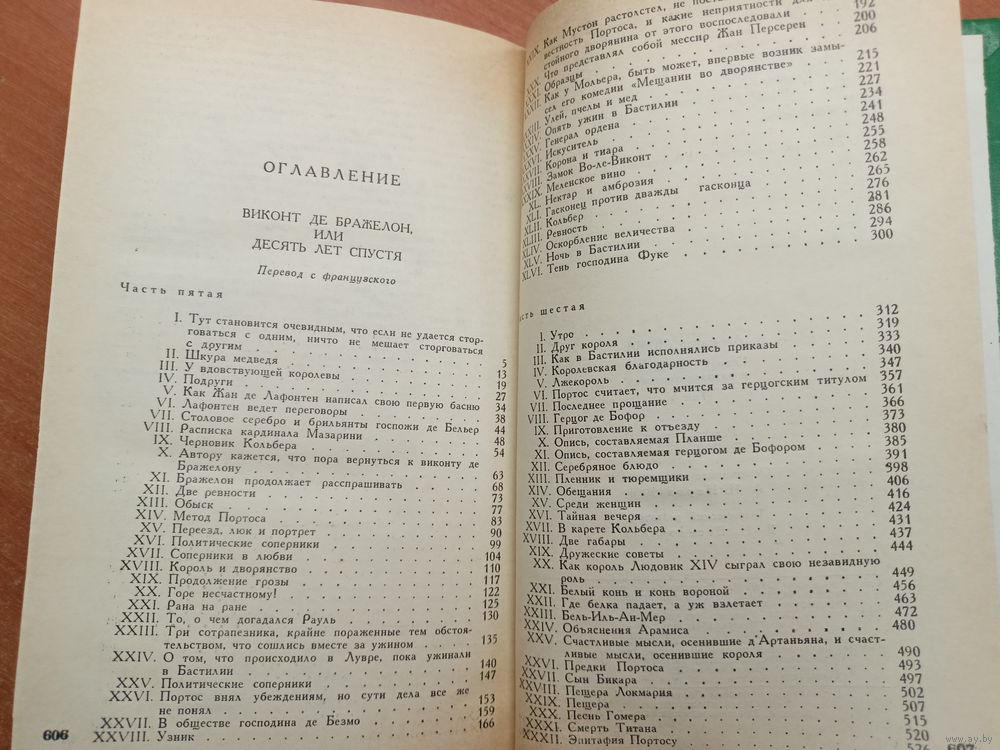 ОГЛАВЛЕНИЕ
ВИКОНТ ДЕ БРАЖЕЛОН,
ИЛИ
ДЕСЯТЬ ЛЕТ СПУСТЯ
Перевод с французского
Часть пятая
I. Тут становится очевидным, что если не удается стор-
говаться с одним, ничто не мешает сторговаться
с другим . . . 5
II. Шкура медведя . . . 13
III. У вдовствующей королевы . . . 19
IV. Подруги . . . 27
V. Как Жан де Лафонтен написал свою первую басню 34
VI. Лафонтен ведет переговоры . . . 38
VII. Столовое серебро и брильянты госпожи де Бельер 44
VIII. Расписка кардинала Мазарини . . . 48
IX. Черновик Кольбера . . . 54
X. Автору кажется, что пора вернуться к виконту де
Бражелону . . . 63
XI. Бражелон продолжает расспрашивать . . . 68
XII. Две ревности . . . 73
XIII. Обыск . . . 77
XIV. Метод Портоса . . . 83
XV. Переезд, люк и портрет . . . 90
XVI. Политические соперники . . . 99
XVII. Соперники в любви . . . 104
XVIII. Король и дворянство . . . 110
XIX. Продолжение грозы . . . 117
XX. Горе несчастному! . . . 122
XXI. Рана на ране . . . 125
XXII. То, о чем догадался Рауль . . . 130
XXIII. Три сотрапезника, крайне пораженные тем обстоя-
тельством, что сошлись вместе за ужином . . . 135
XXIV. О том, что происходило в Лувре, пока ужинали
в Бастилии . . . 140
XXV. Политические соперники . . . 147
XXVI. Портос внял убеждениям, но сути дела все же
не понял . . . 153
XXVII. В обществе господина де Безмо . . . 159
XXVIII. Узник . . . 166
606
XXIX. Как Мустон растолстел, не
вестность Портоса, и какие неприятности для
стойного дворянина от этого воспоследовали 192
XXX. Что представлял собой мессир Жан Персерен 200
Образцы . . . 206
Как у Мольера, быть может, впервые возник замы-
сел его комедии «Мещанин во дворянстве» . . . 215
XXXIII. Улей, пчелы и мед . . . 221
XXXIV. Опять ужин в Бастилии . . . 227
XXXV. Генерал ордена . . . 234
XXXVI. Искуситель . . . 241
XXXVII. Корона и тиара . . . 248
XXXVIII. Замок Во-ле-Виконт . . . 255
XXXIX. Меленское вино . . . 258
XL. Нектар и амброзия . . . 262
XLI. Гасконец против дважды гасконца . . . 265
XLII. Кольбер . . . 276
XLIII. Ревность . . . 281
XLIV. Оскорбление величества . . . 286
XLV. Ночь в Бастилии . . . 294
XLVI. Тень господина Фуке . . . 300
Часть шестая
I. Утро . . . 312
II. Друг короля . . . 319
III. Как в Бастилии исполнялись приказы . . . 333
IV. Королевская благодарность . . . 340
V. Лжекороль . . . 347
VI. Портос считает, что мчится за герцогским титулом 357
VII. Последнее прощание . . . 361
VIII. Герцог де Бофор . . . 366
IX. Приготовление к отъезду . . . 373
X. Опись, составляемая Планше . . . 380
XI. Опись, составляемая герцогом де Бофором . . . 385
XII. Серебряное блюдо . . . 391
XIII. Пленник и тюремщики . . . 398
XIV. Обещания . . . 406
XV. Среди женщин . . . 416
XVI. Тайная вечеря . . . 424
XVII. В карете Кольбера . . . 431
XVIII. Две габары . . . 437
XIX. Дружеские советы . . . 444
XX. Как король Людовик XIV сыграл свою незавидную
роль . . . 449
XXI. Белый конь и конь вороной . . . 456
XXII. Где белка падает, а уж взлетает . . . 463
XXIII. Бель-Иль-Ан-Мер . . . 472
XXIV. Объяснения Арамиса . . . 480
XXV. Счастливые мысли, осенившие д'Артаньяна, и счаст-
ливые мысли, осенившие короля . . . 490
XXVI. Предки Портоса . . . 493
XXVII. Сын Бикара . . . 497
XXVIII. Пещера Локмария . . . 502
XXIX. Пещера . . . 507
XXX. Песнь Гомера . . . 515
XXXI. Смерть Титана . . . 520
XXXII. Эпитафия Портосу . . . 526
607
ay.by